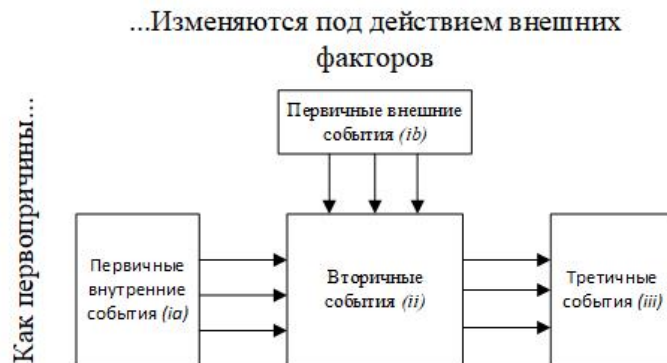 ...Изменяются под действием внешних
факторов
Как первопричины...
Первичные внешние
события (ib)
Первичные
внутренние
события (ia)
Вторичные
события (ii)
Третичные
события (iii)